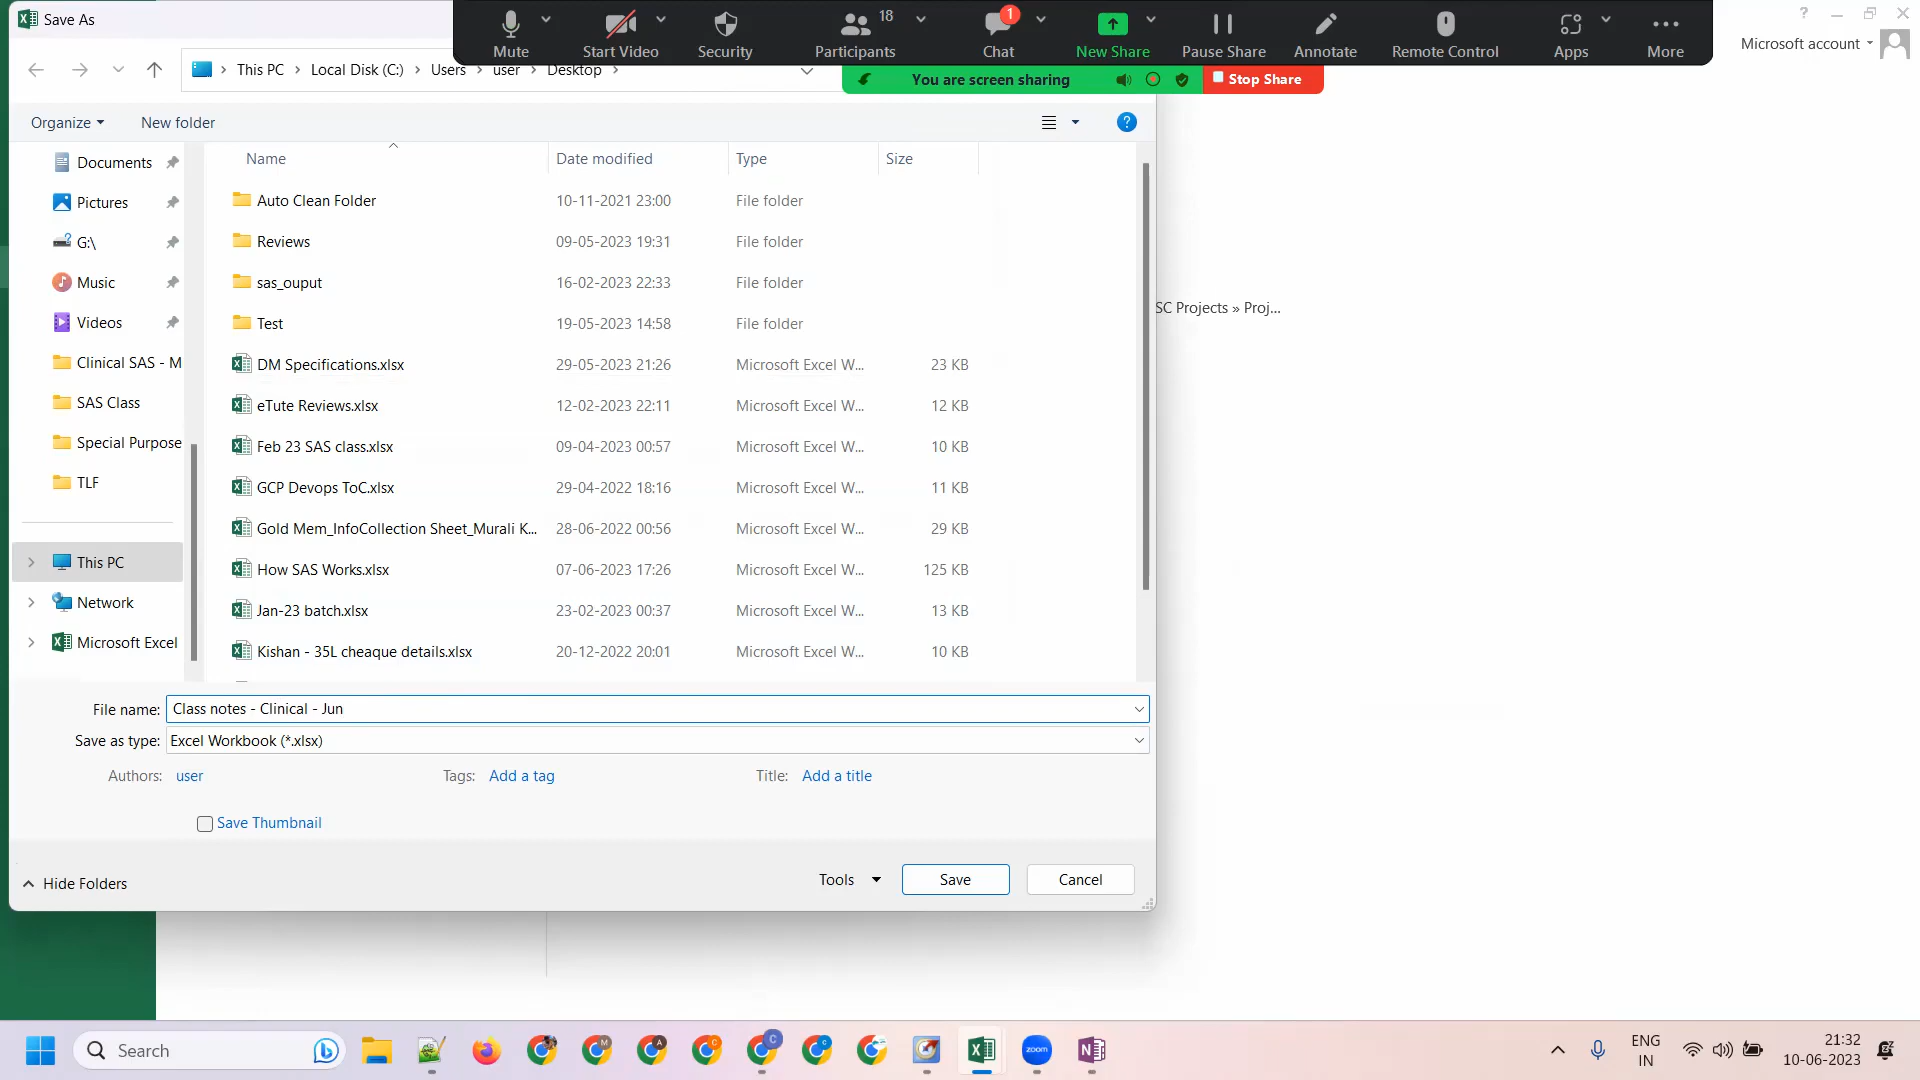 Save As
Mute
Start Video
Security
Participants
18
Chat
1
New Share
Pause Share
Annotate
Remote Control
Apps
More
Microsoft account
This PC
Local Disk (C:)
Users
user
Desktop
You are screen sharing
Stop Share
Organize
New folder
Name
Date modified
Type
Size
Documents
Pictures
G:\
Music
Videos
Clinical SAS - M
SAS Class
Special Purpose
TLF
This PC
Network
Microsoft Excel
Auto Clean Folder 10-11-2021 23:00 File folder
Reviews 09-05-2023 19:31 File folder
sas_ouput 16-02-2023 22:33 File folder
Test 19-05-2023 14:58 File folder
DM Specifications.xlsx 29-05-2023 21:26 Microsoft Excel W... 23 KB
eTute Reviews.xlsx 12-02-2023 22:11 Microsoft Excel W... 12 KB
Feb 23 SAS class.xlsx 09-04-2023 00:57 Microsoft Excel W... 10 KB
GCP Devops ToC.xlsx 29-04-2022 18:16 Microsoft Excel W... 11 KB
Gold Mem_InfoCollection Sheet_Murali K... 28-06-2022 00:56 Microsoft Excel W... 29 KB
How SAS Works.xlsx 07-06-2023 17:26 Microsoft Excel W... 125 KB
Jan-23 batch.xlsx 23-02-2023 00:37 Microsoft Excel W... 13 KB
Kishan - 35L cheaque details.xlsx 20-12-2022 20:01 Microsoft Excel W... 10 KB
SC Projects » Proj...
File name: Class notes - Clinical - Jun
Save as type: Excel Workbook (*.xlsx)
Authors: user
Tags: Add a tag
Title: Add a title
Save Thumbnail
Hide Folders
Tools
Save
Cancel
Search
zoom
ENG
IN
21:32
10-06-2023